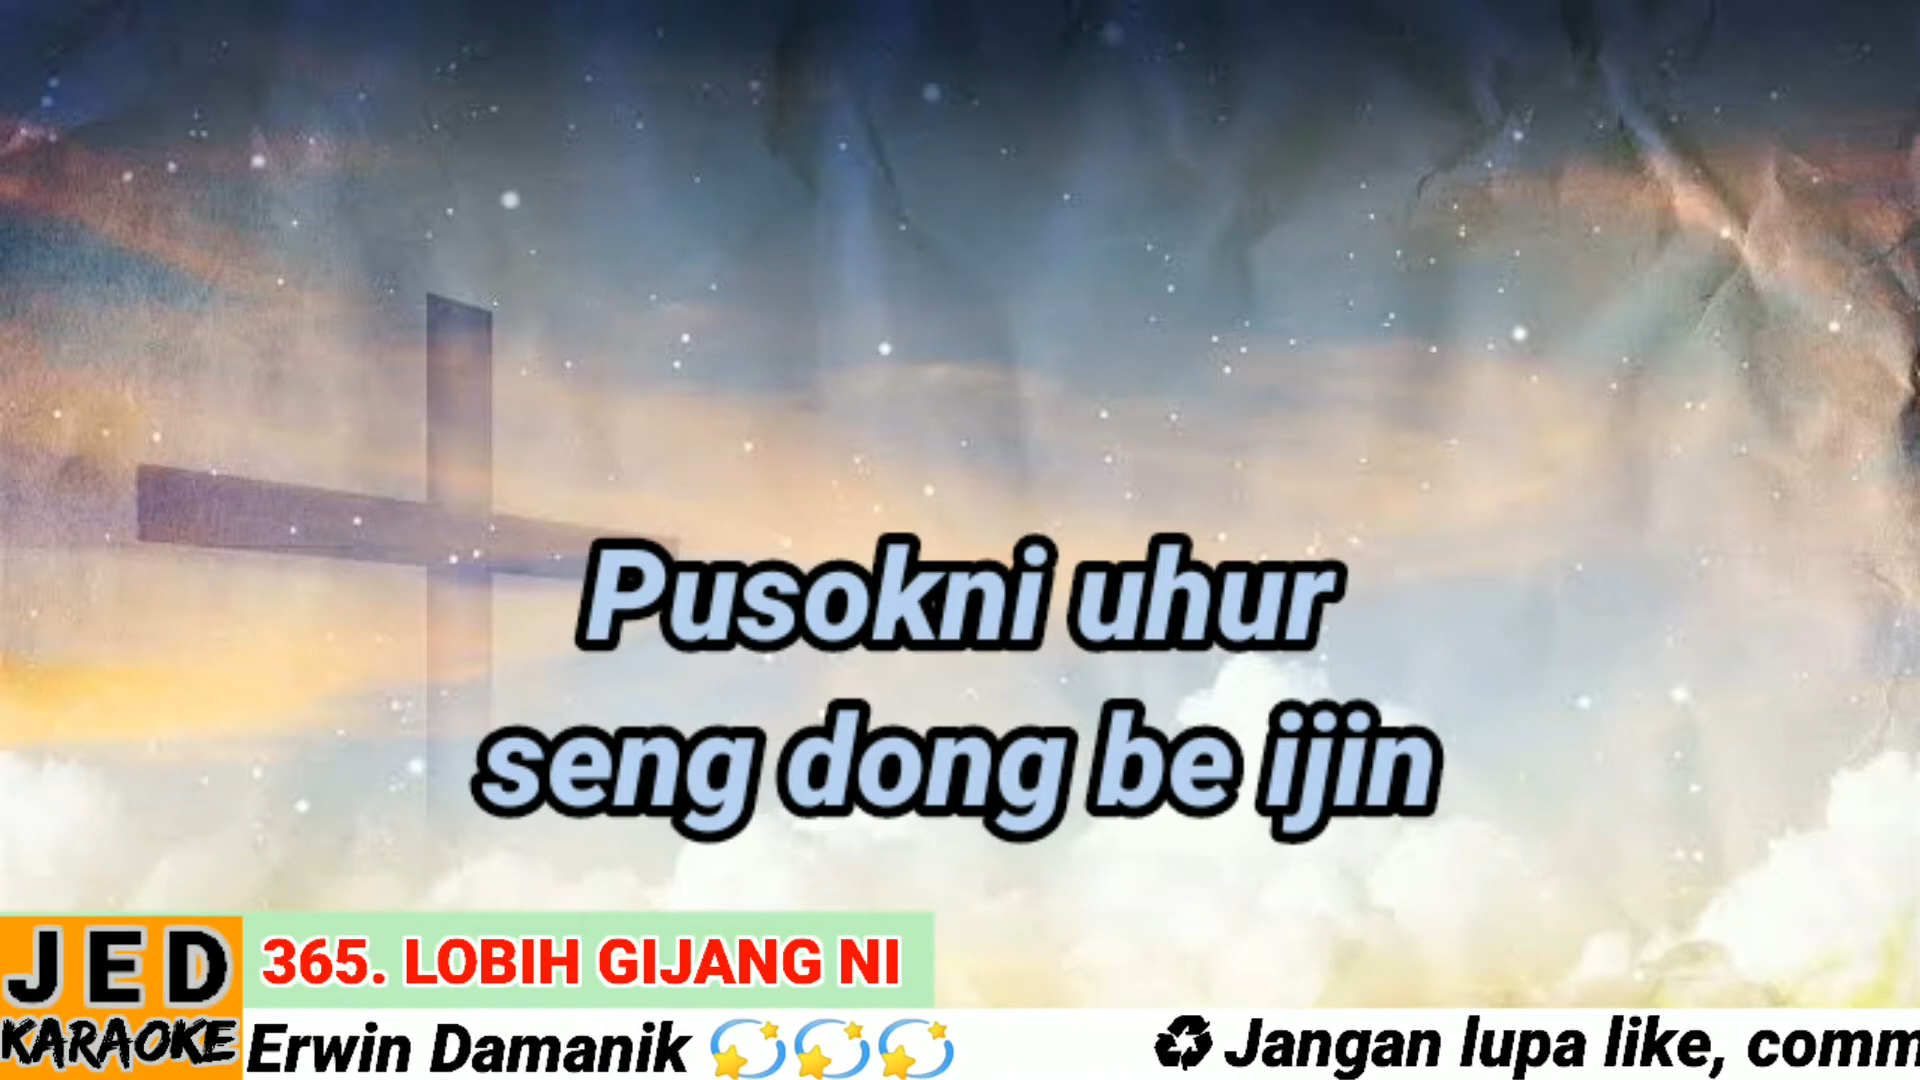 Pusokni uhur
seng dong be ijin
JED
KARAOKE
365. LOBIH GIJANG NI
Erwin Damanik 💫💫💫 ♻ Jangan lupa like, comm